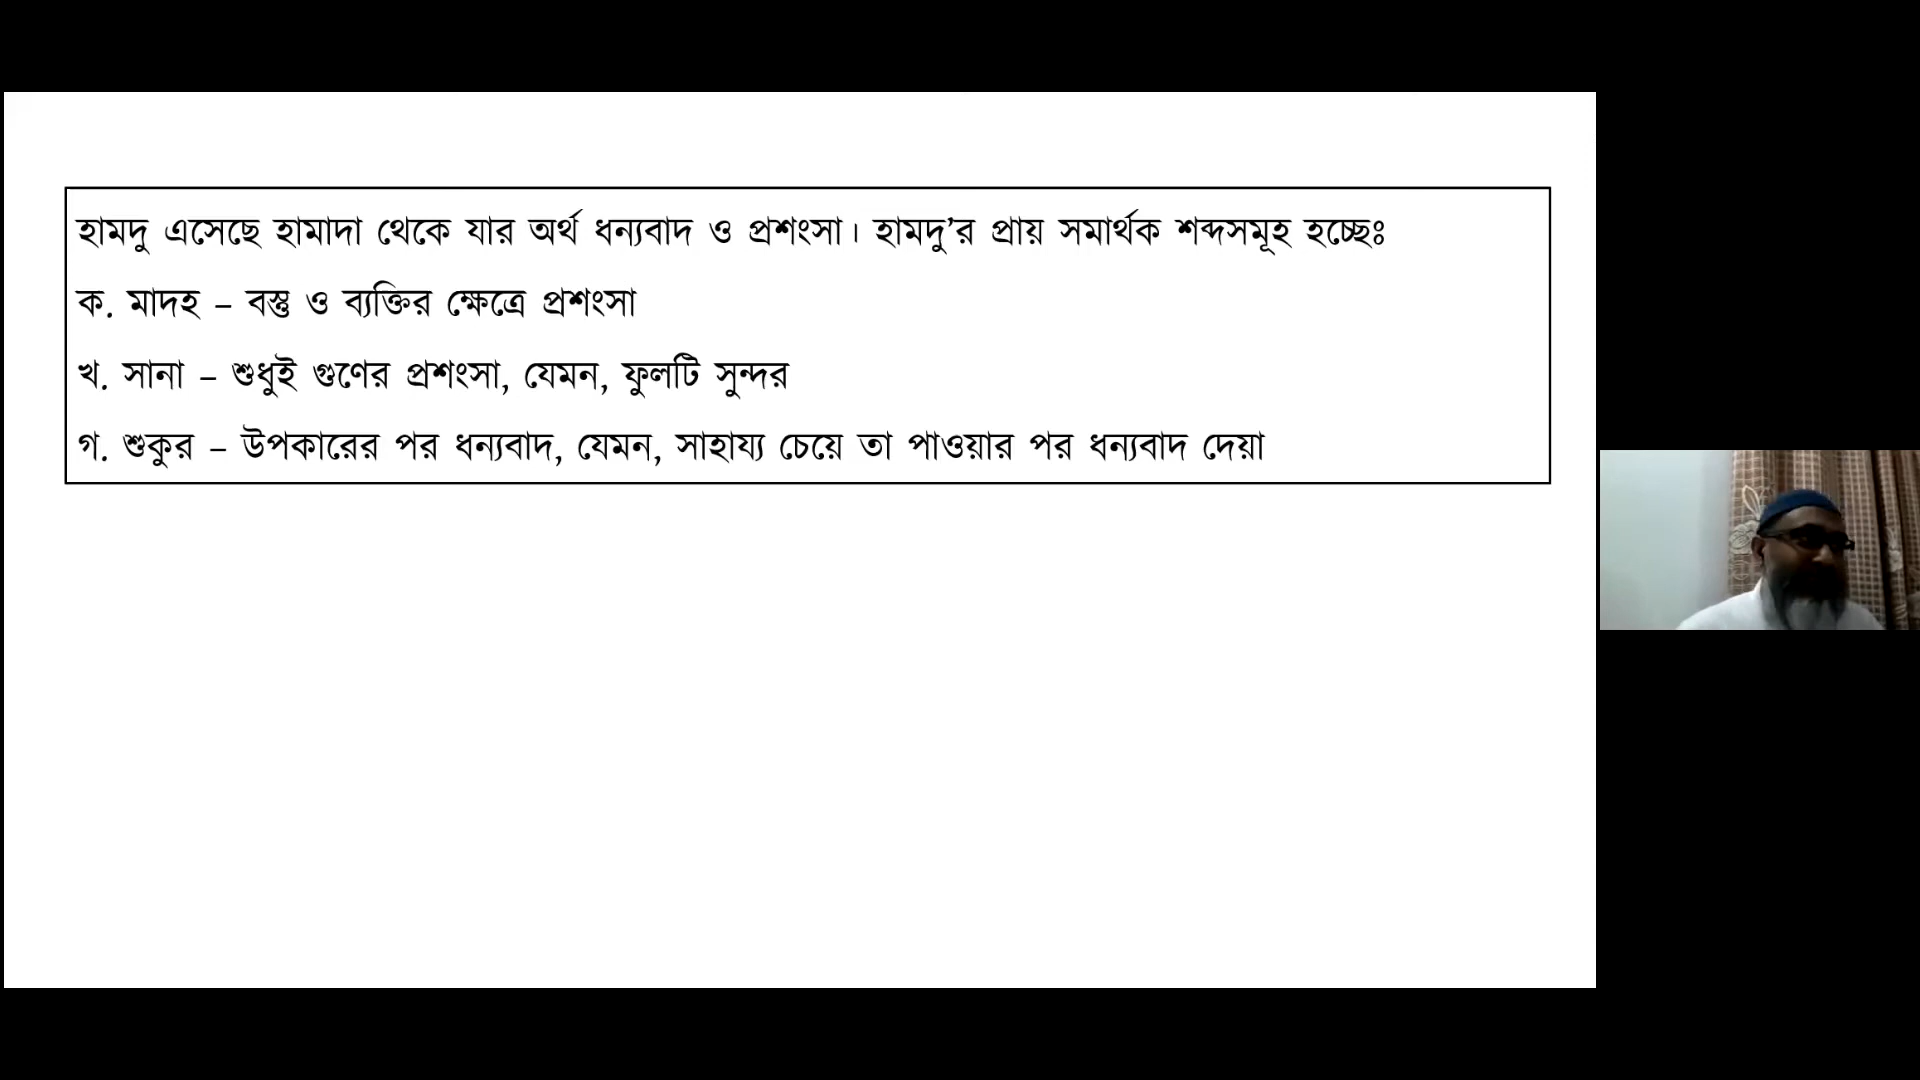 হামদু এসেছে হামাদা থেকে যার অর্থ ধন্যবাদ ও প্রশংসা। হামদু’র প্রায় সমার্থক শব্দসমূহ হচ্ছেঃ
ক. মাদহ – বস্তু ও ব্যক্তির ক্ষেত্রে প্রশংসা
খ. সানা – শুধুই গুণের প্রশংসা, যেমন, ফুলটি সুন্দর
গ. শুকুর – উপকারের পর ধন্যবাদ, যেমন, সাহায্য চেয়ে তা পাওয়ার পর ধন্যবাদ দেয়া